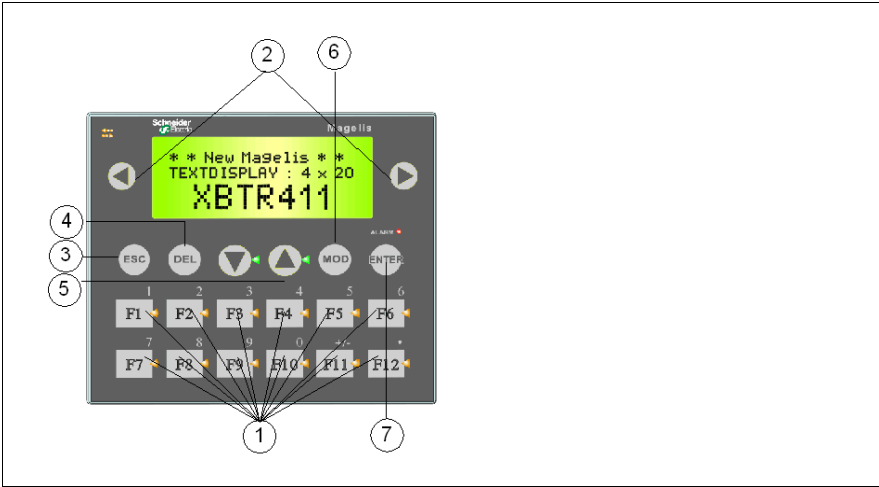 2
6
Schneider
Electric
Magelis
* * New Magelis * *
TEXTDISPLAY : 4 x 20
XBTR411
ALARM
4
3
5
ESC
DEL
MOD
ENTER
1 2 3 4 5 6
F1 F2 F3 F4 F5 F6
7 8 9 0 +/- •
F7 F8 F9 F10 F11 F12
1
7